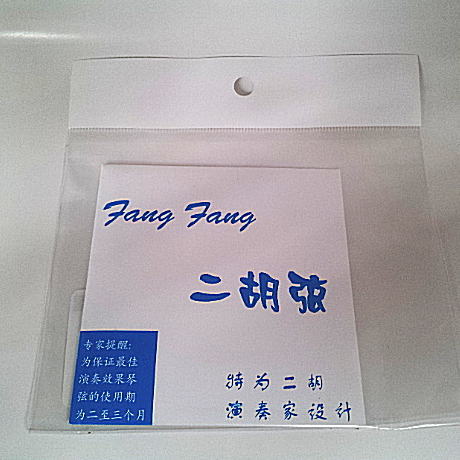 Fang Fang
二胡弦
专家提醒:
为保证最佳
演奏效果琴
弦的使用期
为二至三个月
特为二胡
演奏家设计